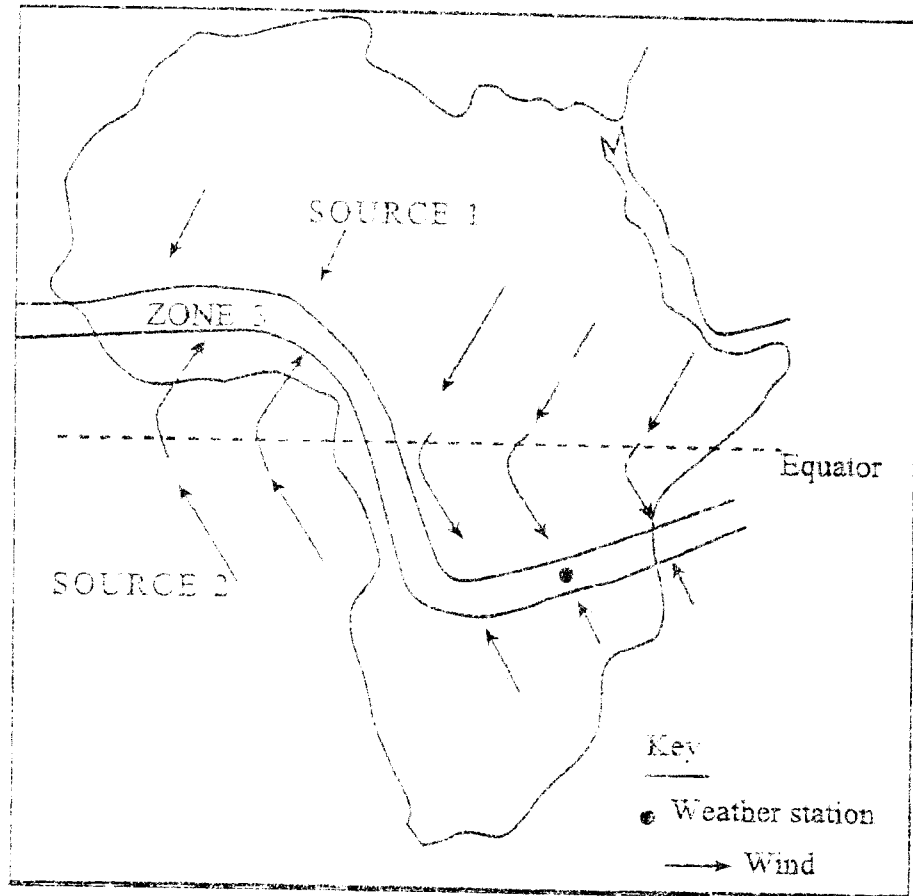 SOURCE 1
ZONE 3
Equator
SOURCE 2
Key
Weather station
Wind